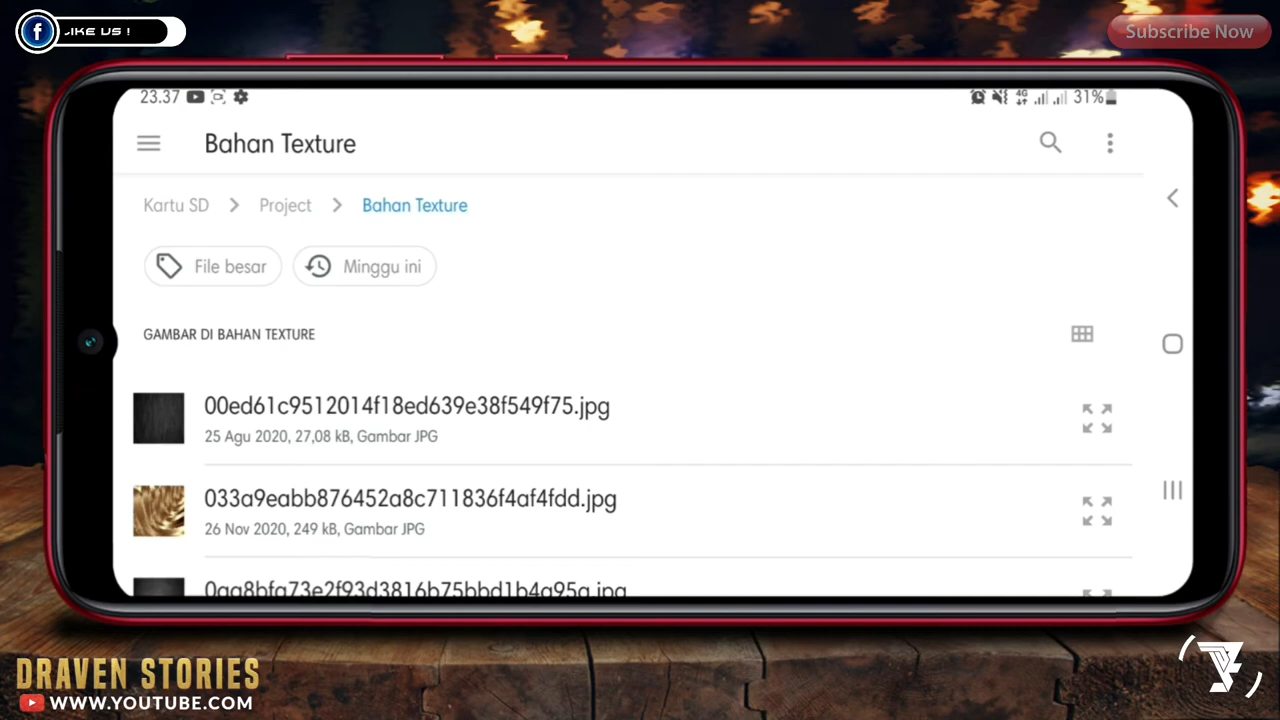 LIKE US !
Subscribe Now
23.37
4G
31%
Bahan Texture
Kartu SD
Project
Bahan Texture
File besar
Minggu ini
GAMBAR DI BAHAN TEXTURE
00ed61c9512014f18ed639e38f549f75.jpg
25 Agu 2020, 27,08 kB, Gambar JPG
033a9eabb876452a8c711836f4af4fdd.jpg
26 Nov 2020, 249 kB, Gambar JPG
DRAVEN STORIES
WWW.YOUTUBE.COM